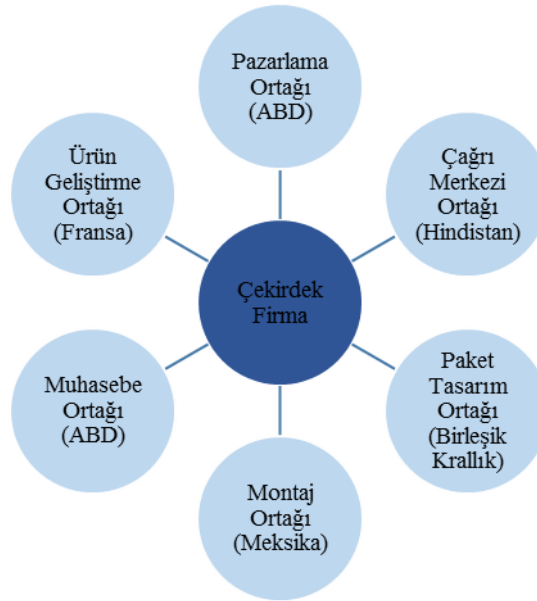 Pazarlama
Ortağı
(ABD)
Ürün
Geliştirme
Ortağı
(Fransa)
Çağrı
Merkezi
Ortağı
(Hindistan)
Çekirdek
Firma
Muhasebe
Ortağı
(ABD)
Paket
Tasarım
Ortağı
(Birleşik
Krallık)
Montaj
Ortağı
(Meksika)